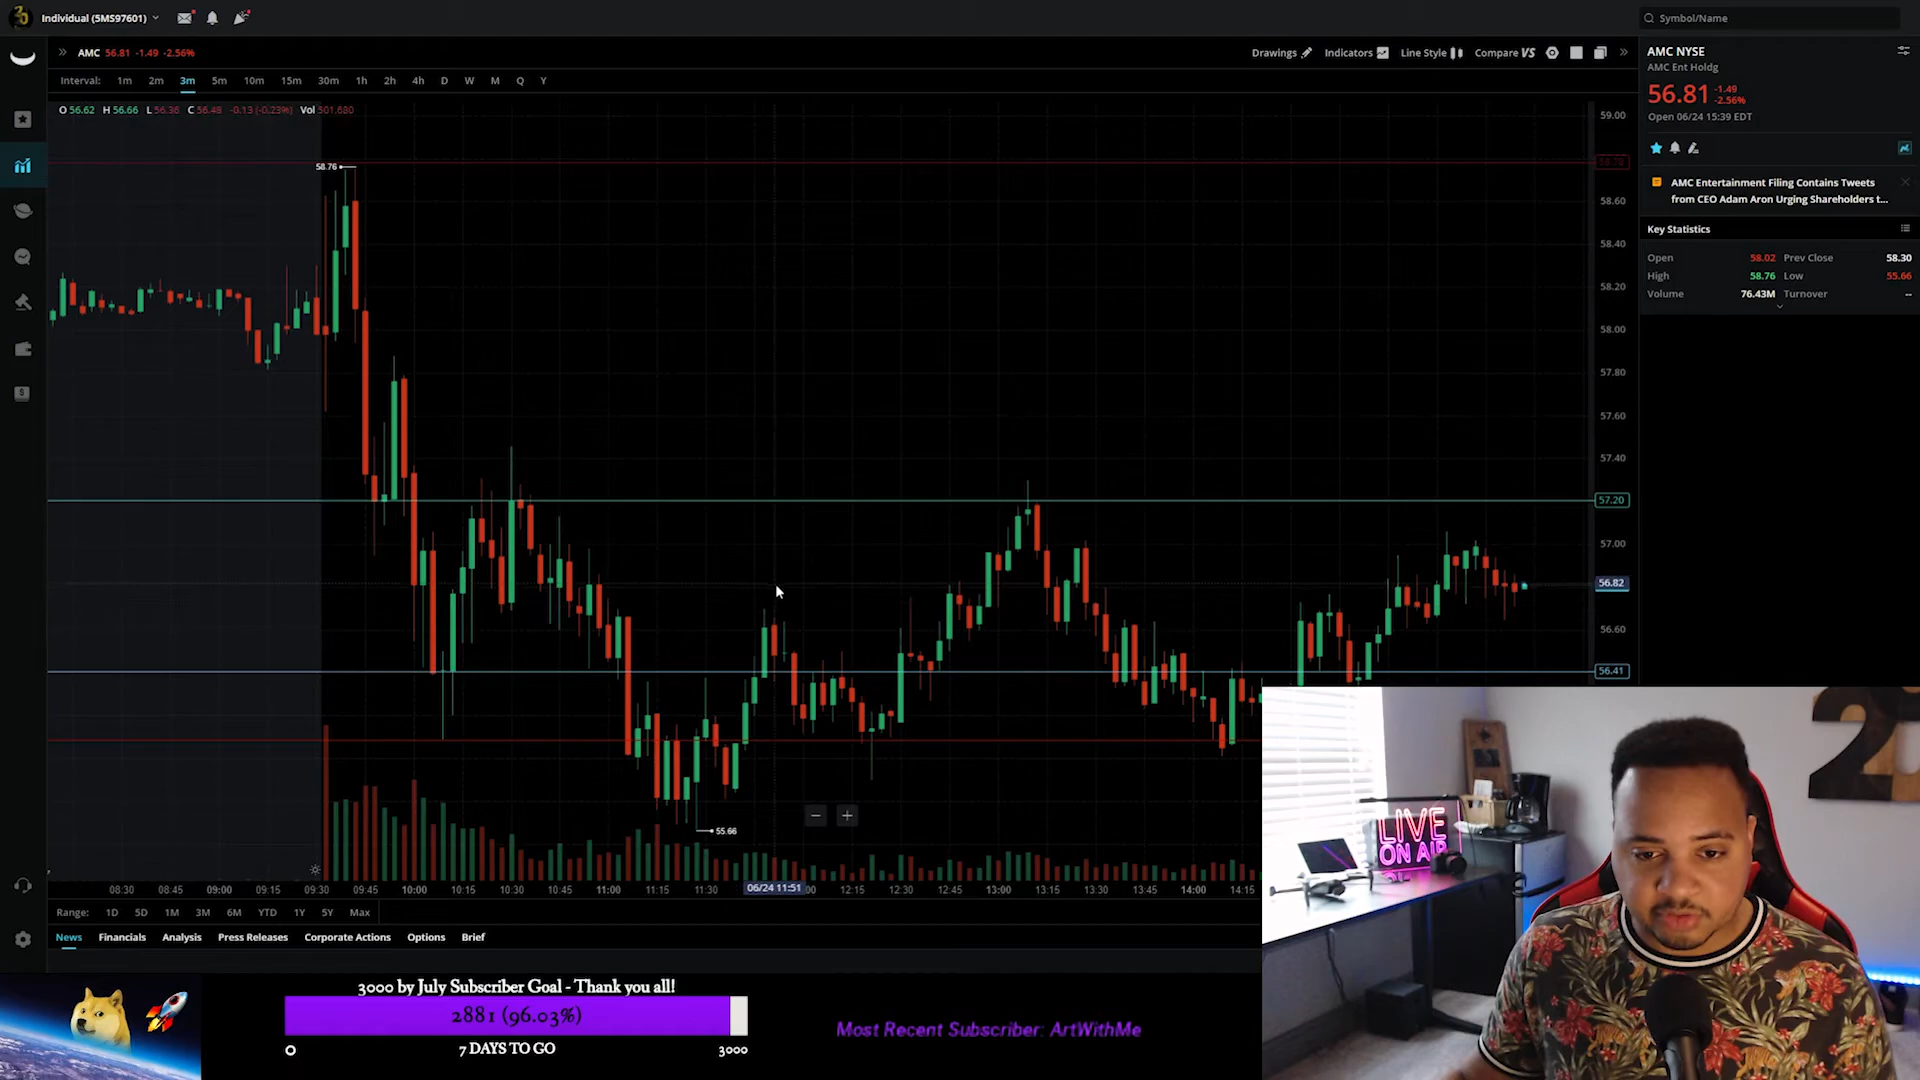 Individual (5MS97601)
Symbol/Name
AMC 56.81 -1.49 -2.56%
Drawings Indicators Line Style Compare VS
Interval: 1m 2m 3m 5m 10m 15m 30m 1h 2h 4h D W M Q Y
O 56.62 H 56.66 L 56.36 C 56.49 -0.13 (-0.23%) Vol 501.680
AMC NYSE
AMC Ent Holdg
56.81 -1.49
-2.56%
Open 06/24 15:39 EDT
AMC Entertainment Filing Contains Tweets
from CEO Adam Aron Urging Shareholders t...
Key Statistics
Open 58.02 Prev Close 58.30
High 58.76 Low 55.66
Volume 76.43M Turnover --
59.00
58.76
58.60
58.40
58.20
58.00
57.80
57.60
57.40
57.20
57.00
56.82
56.60
56.41
55.66
08:30 08:45 09:00 09:15 09:30 09:45 10:00 10:15 10:30 10:45 11:00 11:15 11:30 06/24 11:51 12:15 12:30 12:45 13:00 13:15 13:30 13:45 14:00 14:15
Range: 1D 5D 1M 3M 6M YTD 1Y 5Y Max
News Financials Analysis Press Releases Corporate Actions Options Brief
3000 by July Subscriber Goal - Thank you all!
2881 (96.03%)
0 7 DAYS TO GO 3000
Most Recent Subscriber: ArtWithMe
LIVE
ON AIR